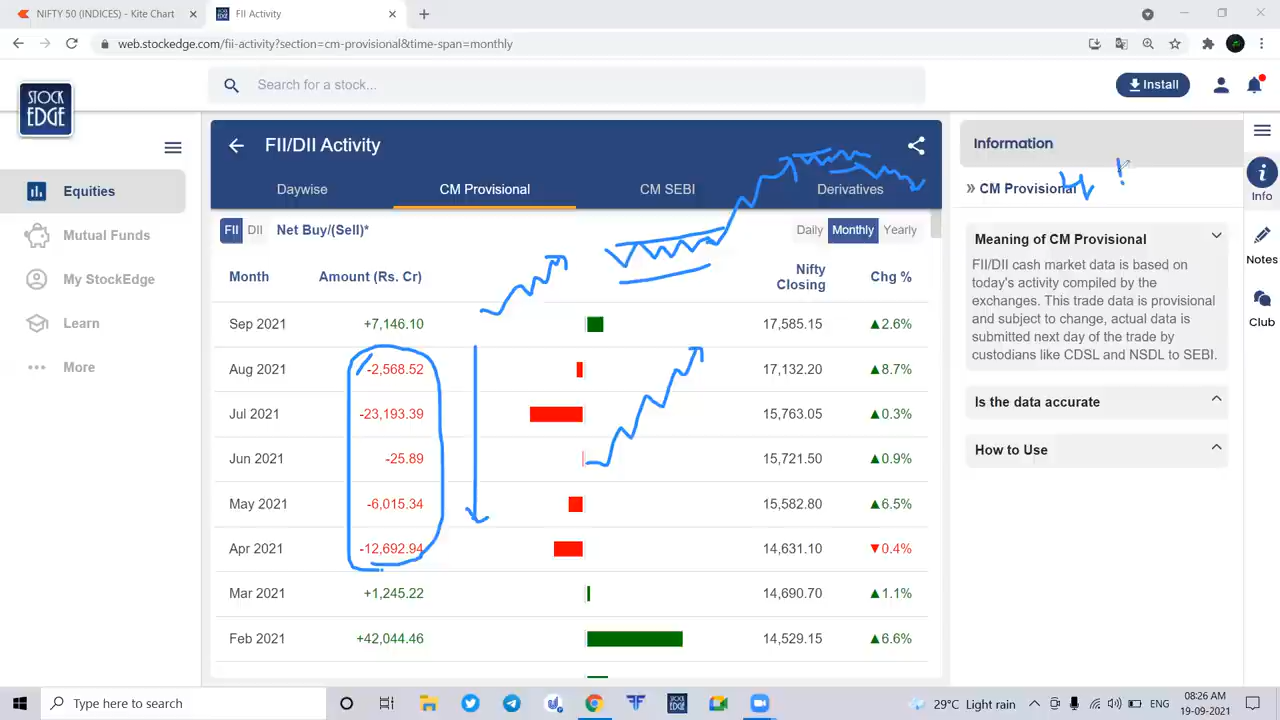 NIFTY 50 (INDICES) - Kite Chart
FII Activity
web.stockedge.com/fii-activity?section=cm-provisional&time-span=monthly
STOCK
EDGE
Search for a stock...
Install
Equities
Mutual Funds
My StockEdge
Learn
More
FII/DII Activity
Daywise
CM Provisional
CM SEBI
Derivatives
FII
DII
Net Buy/(Sell)*
Daily
Monthly
Yearly
Month
Amount (Rs. Cr)
Nifty
Closing
Chg %
Sep 2021 +7,146.10 17,585.15 ▲2.6%
Aug 2021 -2,568.52 17,132.20 ▲8.7%
Jul 2021 -23,193.39 15,763.05 ▲0.3%
Jun 2021 -25.89 15,721.50 ▲0.9%
May 2021 -6,015.34 15,582.80 ▲6.5%
Apr 2021 -12,692.94 14,631.10 ▼0.4%
Mar 2021 +1,245.22 14,690.70 ▲1.1%
Feb 2021 +42,044.46 14,529.15 ▲6.6%
Information
» CM Provisional
Meaning of CM Provisional
FII/DII cash market data is based on
today's activity compiled by the
exchanges. This trade data is provisional
and subject to change, actual data is
submitted next day of the trade by
custodians like CDSL and NSDL to SEBI.
Is the data accurate
How to Use
Info
Notes
Club
Type here to search
29°C Light rain
ENG
08:26 AM
19-09-2021